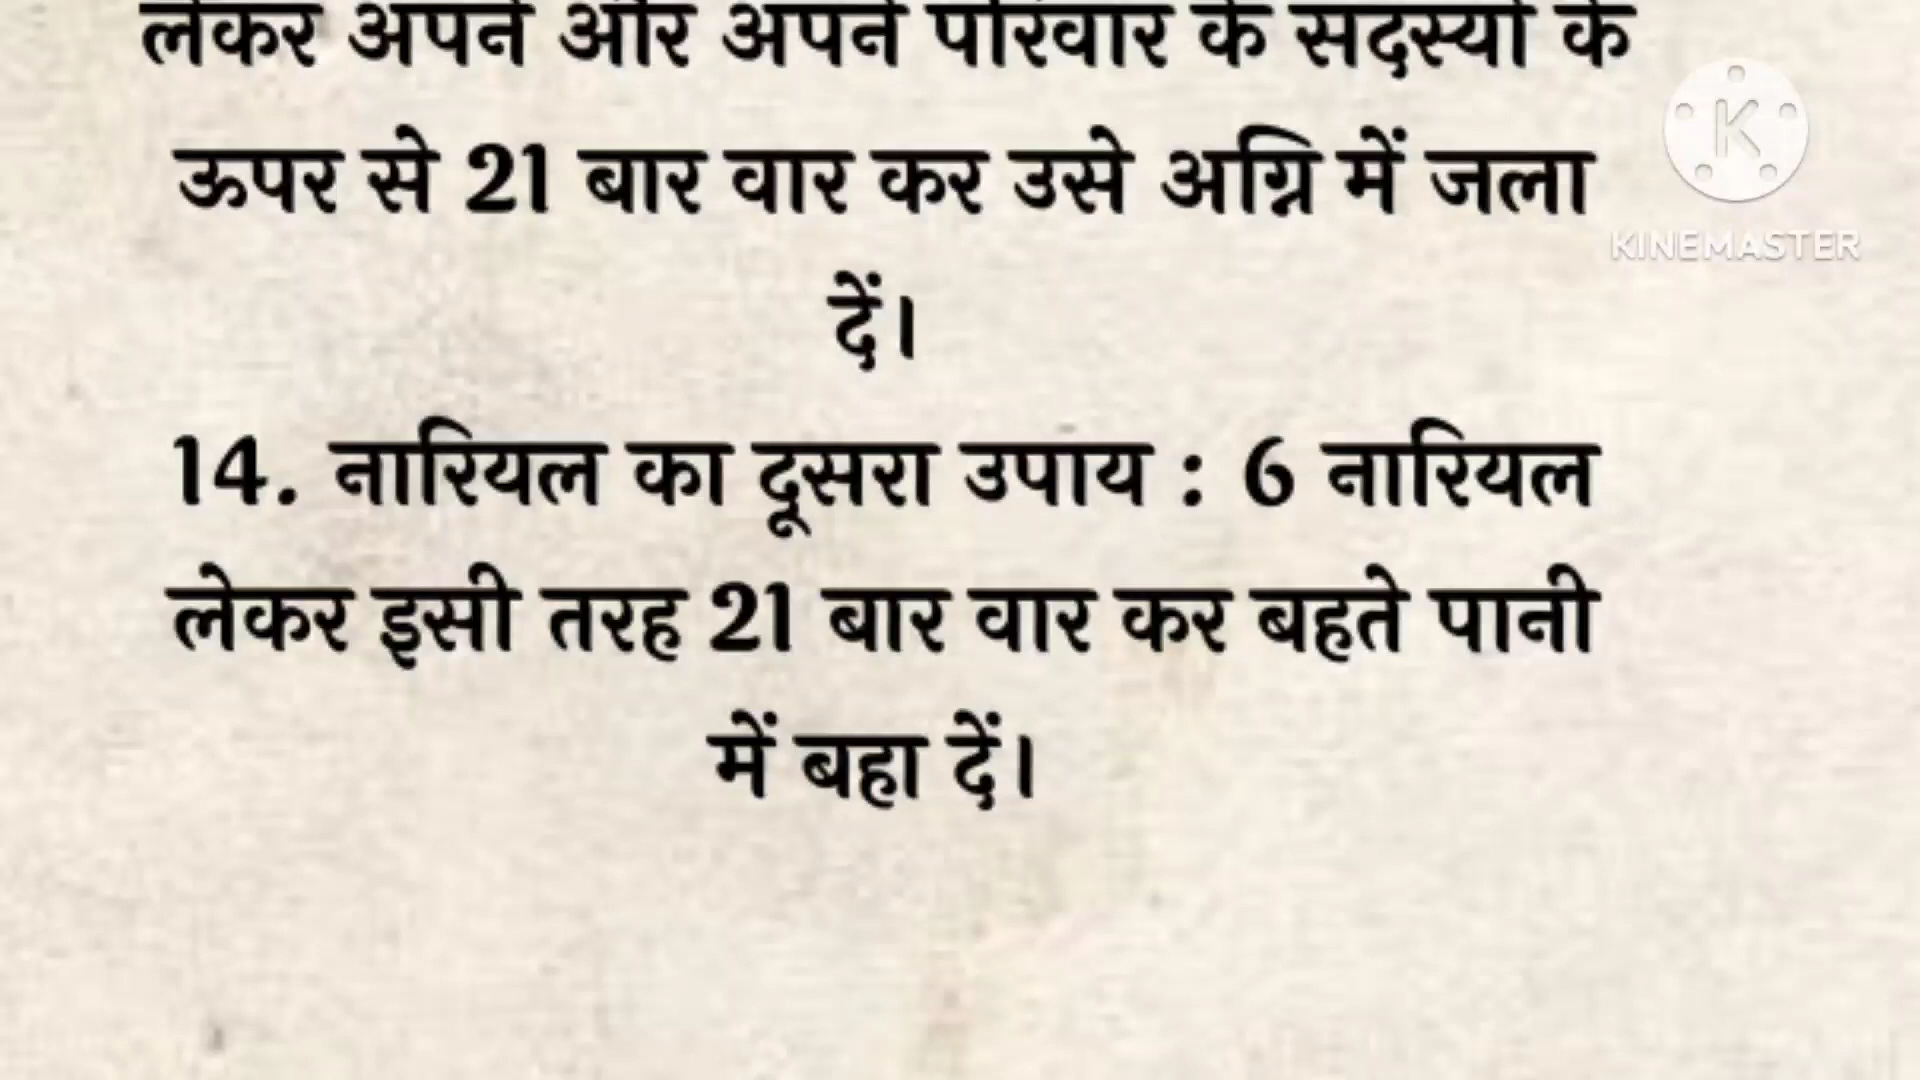 लेकर अपने और अपने परिवार के सदस्यों के
ऊपर से 21 बार वार कर उसे अग्नि में जला
दें।
14. नारियल का दूसरा उपाय : 6 नारियल
लेकर इसी तरह 21 बार वार कर बहते पानी
में बहा दें।
K
KINEMASTER